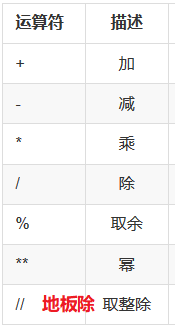 运算符 描述
+ 加
- 减
* 乘
/ 除
% 取余
** 幂
// 地板除 取整除